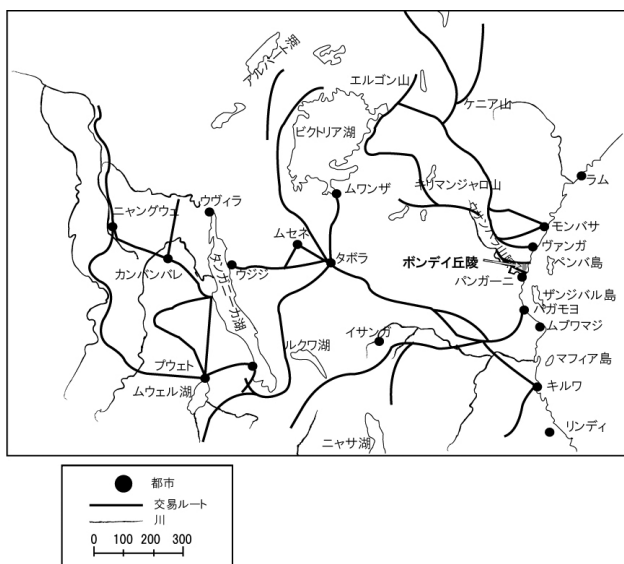 アルバート湖
エルゴン山
ケニア山
ビクトリア湖
ラム
ムワンザ
キリマンジャロ山
ニャングウェ
ウヴィラ
モンバサ
ムセネ
ヴァンガ
カンバンバレ
ウジジ
タボラ
ボンデイ丘陵
ペンバ島
パンガーニ
タンガニーカ湖
ザンジバル島
バガモヨ
ムブワマジ
イサンガ
ルクワ湖
プウェト
マフィア島
ムウェル湖
キルワ
ニャサ湖
リンディ
都市
交易ルート
川
0 100 200 300